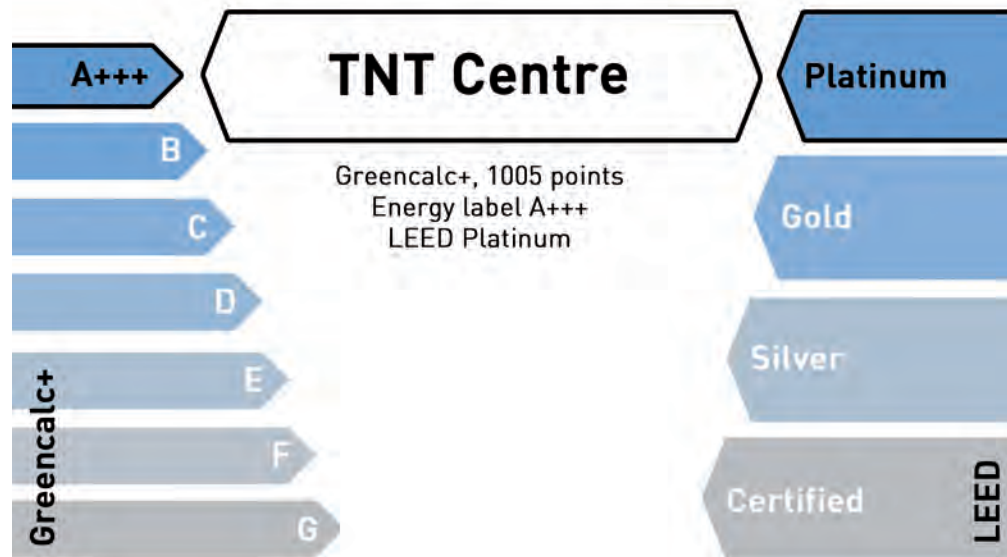 A+++
TNT Centre
Platinum
B
Greencalc+, 1005 points
Energy label A+++
LEED Platinum
C
Gold
D
E
Silver
F
G
Certified
Greencalc+
LEED